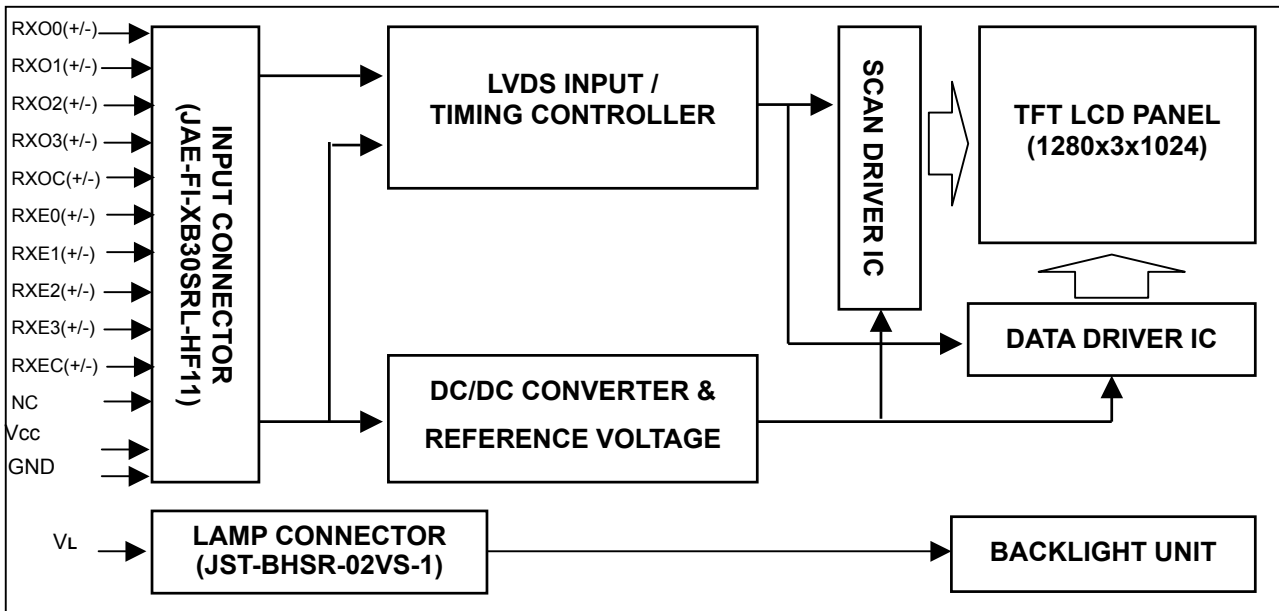 RXO0(+/-)
RXO1(+/-)
RXO2(+/-)
RXO3(+/-)
RXOC(+/-)
RXE0(+/-)
RXE1(+/-)
RXE2(+/-)
RXE3(+/-)
RXEC(+/-)
NC
Vcc
GND
VL
INPUT CONNECTOR
(JAE-FI-XB30SRL-HF11)
LVDS INPUT /
TIMING CONTROLLER
SCAN DRIVER IC
TFT LCD PANEL
(1280x3x1024)
DATA DRIVER IC
DC/DC CONVERTER &
REFERENCE VOLTAGE
LAMP CONNECTOR
(JST-BHSR-02VS-1)
BACKLIGHT UNIT